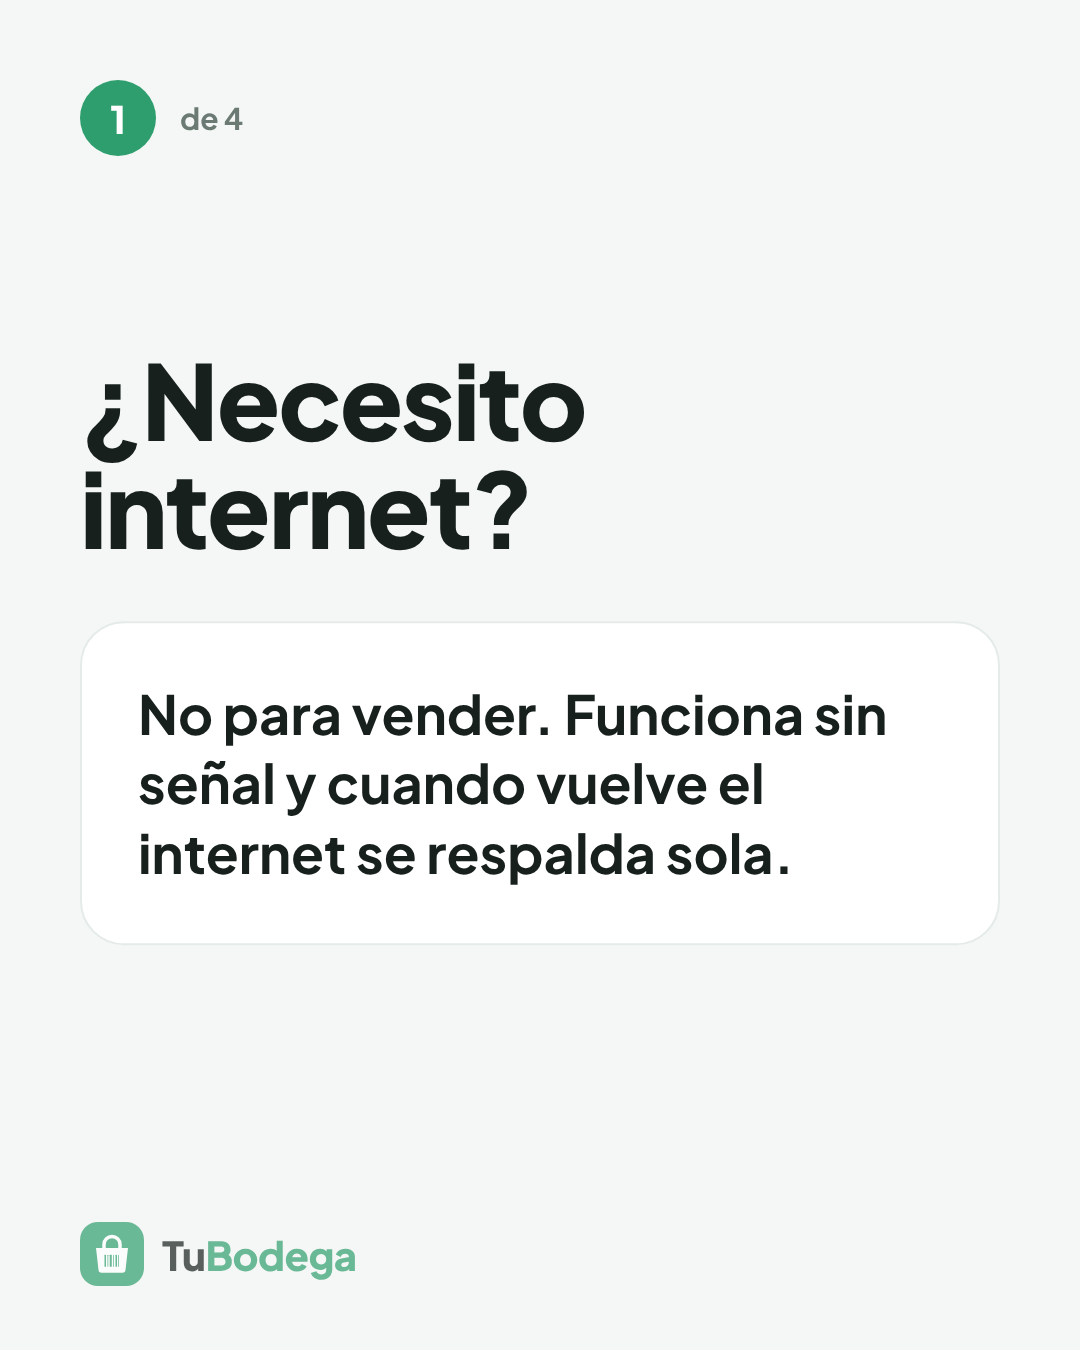 1 de 4
¿Necesito
internet?
No para vender. Funciona sin
señal y cuando vuelve el
internet se respalda sola.
TuBodega